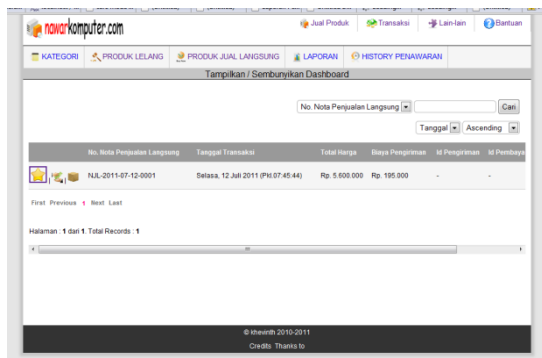 nawarkomputer.com
Jual Produk Transaksi Lain-lain Bantuan
KATEGORI PRODUK LELANG PRODUK JUAL LANGSUNG LAPORAN HISTORY PENAWARAN
Tampilkan / Sembunyikan Dashboard
No. Nota Penjualan Langsung Cari
Tanggal Ascending
No. Nota Penjualan Langsung Tanggal Transaksi Total Harga Biaya Pengiriman Id Pengiriman Id Pembaya
NJL-2011-07-12-0001 Selasa, 12 Juli 2011 (Pkl.07:45:44) Rp. 5.600.000 Rp. 195.000 - -
First Previous 1 Next Last
Halaman : 1 dari 1. Total Records : 1
© khevinth 2010-2011
Credits Thanks to